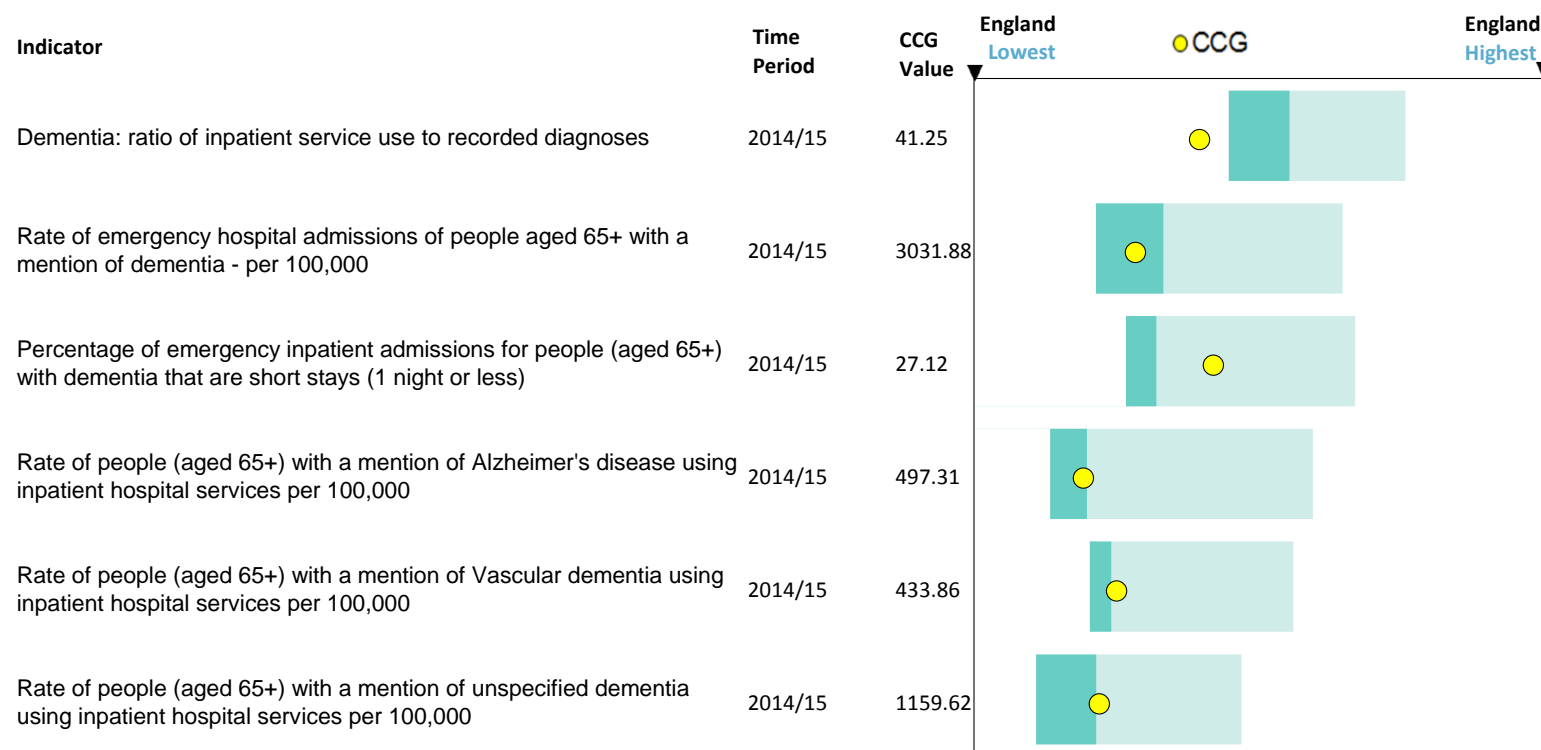 Indicator
Time
Period
CCG
Value
England
Lowest
CCG
England
Highest
Dementia: ratio of inpatient service use to recorded diagnoses
2014/15
41.25
Rate of emergency hospital admissions of people aged 65+ with a
mention of dementia - per 100,000
2014/15
3031.88
Percentage of emergency inpatient admissions for people (aged 65+)
with dementia that are short stays (1 night or less)
2014/15
27.12
Rate of people (aged 65+) with a mention of Alzheimer's disease using
inpatient hospital services per 100,000
2014/15
497.31
Rate of people (aged 65+) with a mention of Vascular dementia using
inpatient hospital services per 100,000
2014/15
433.86
Rate of people (aged 65+) with a mention of unspecified dementia
using inpatient hospital services per 100,000
2014/15
1159.62